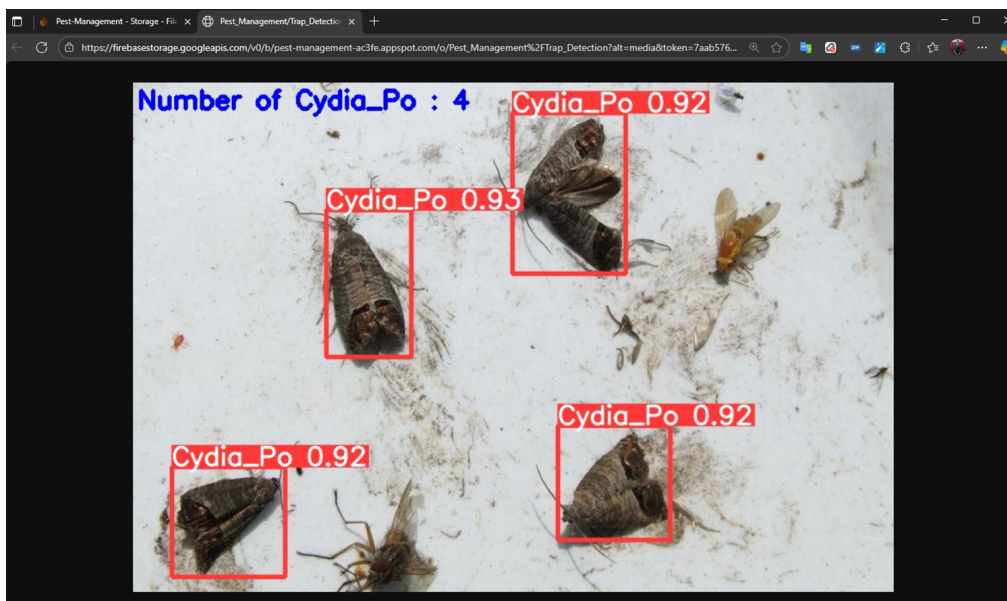 Pest-Management - Storage - File
Pest_Management/Trap_Detection
https://firebasestorage.googleapis.com/v0/b/pest-management-ac3fe.appspot.com/o/Pest_Management%2FTrap_Detection?alt=media&token=7aab576...
ZIP
Number of Cydia_Po : 4
Cydia_Po 0.92
Cydia_Po 0.93
Cydia_Po 0.92
Cydia_Po 0.92